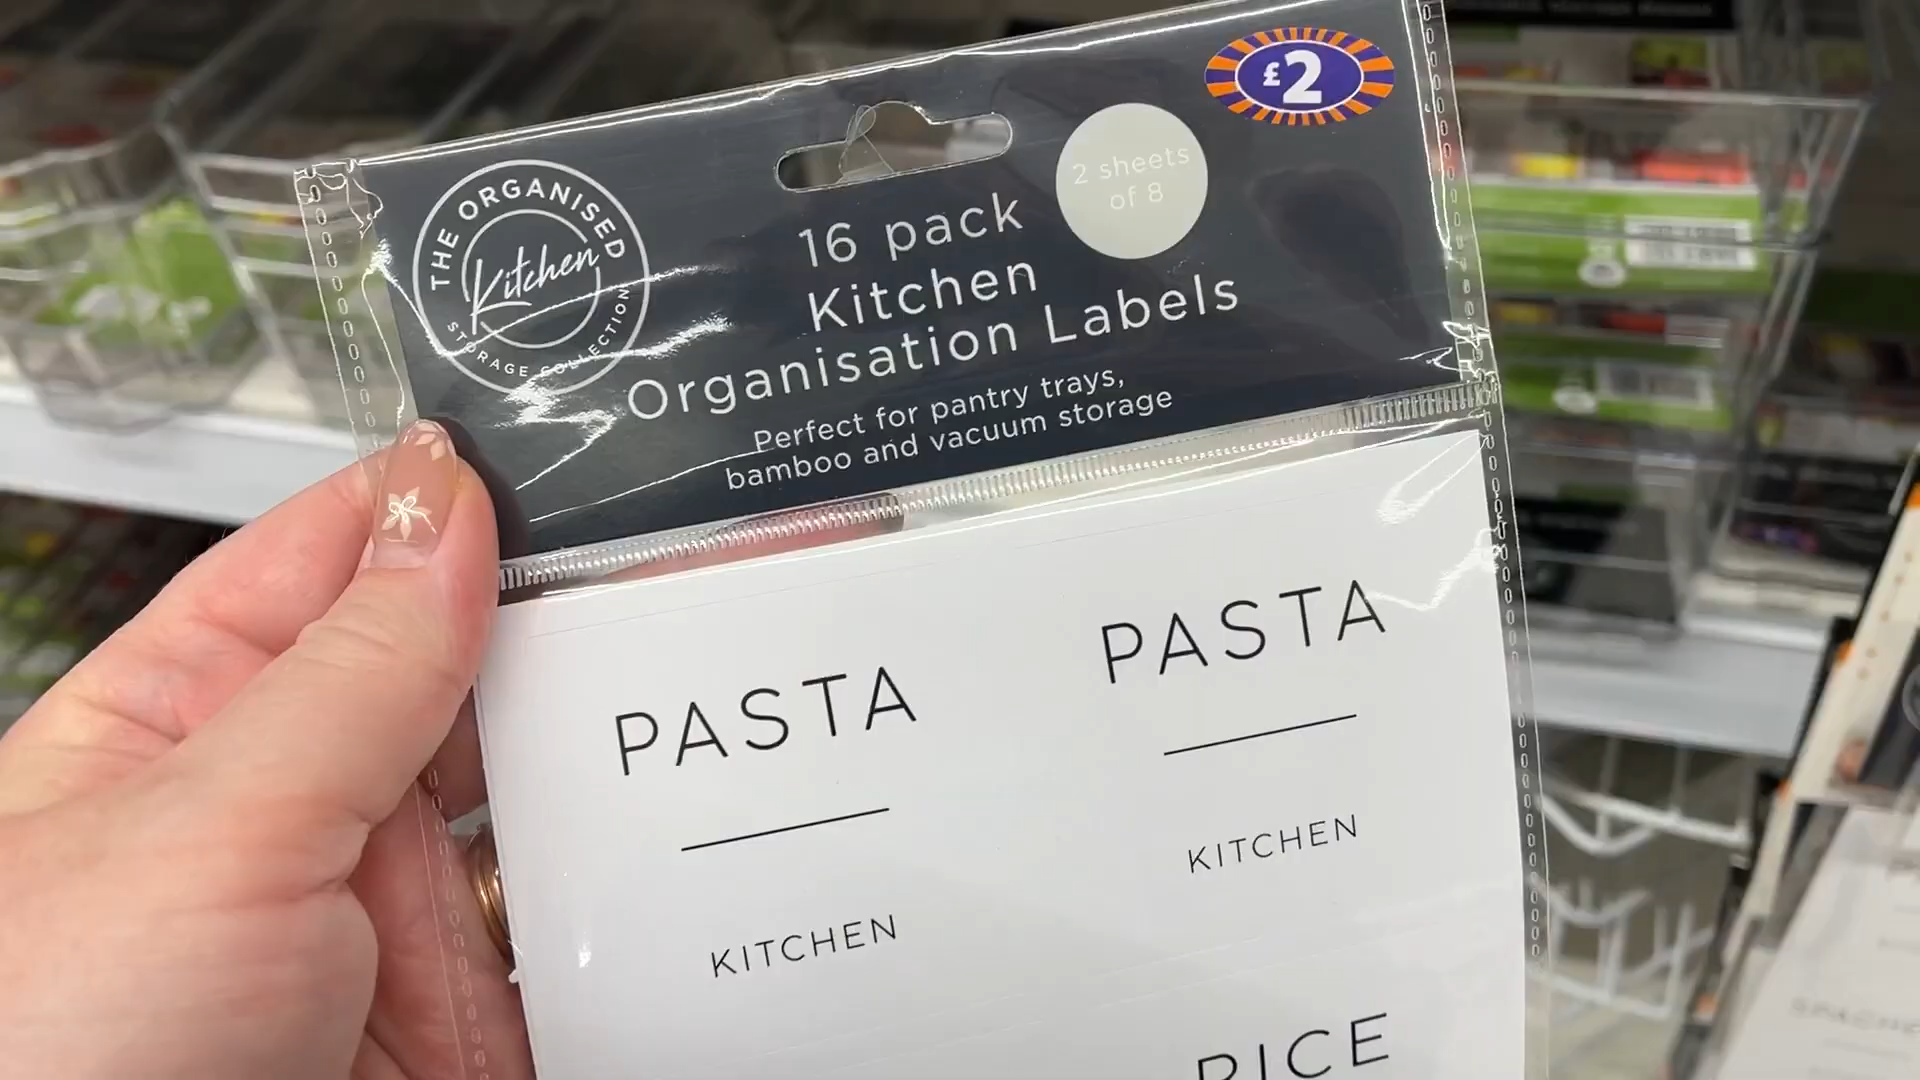 £2
2 sheets
of 8
THE ORGANISED
Kitchen
STORAGE COLLECTION
16 pack
Kitchen
Organisation Labels
Perfect for pantry trays,
bamboo and vacuum storage
PASTA
KITCHEN
PASTA
KITCHEN
RICE